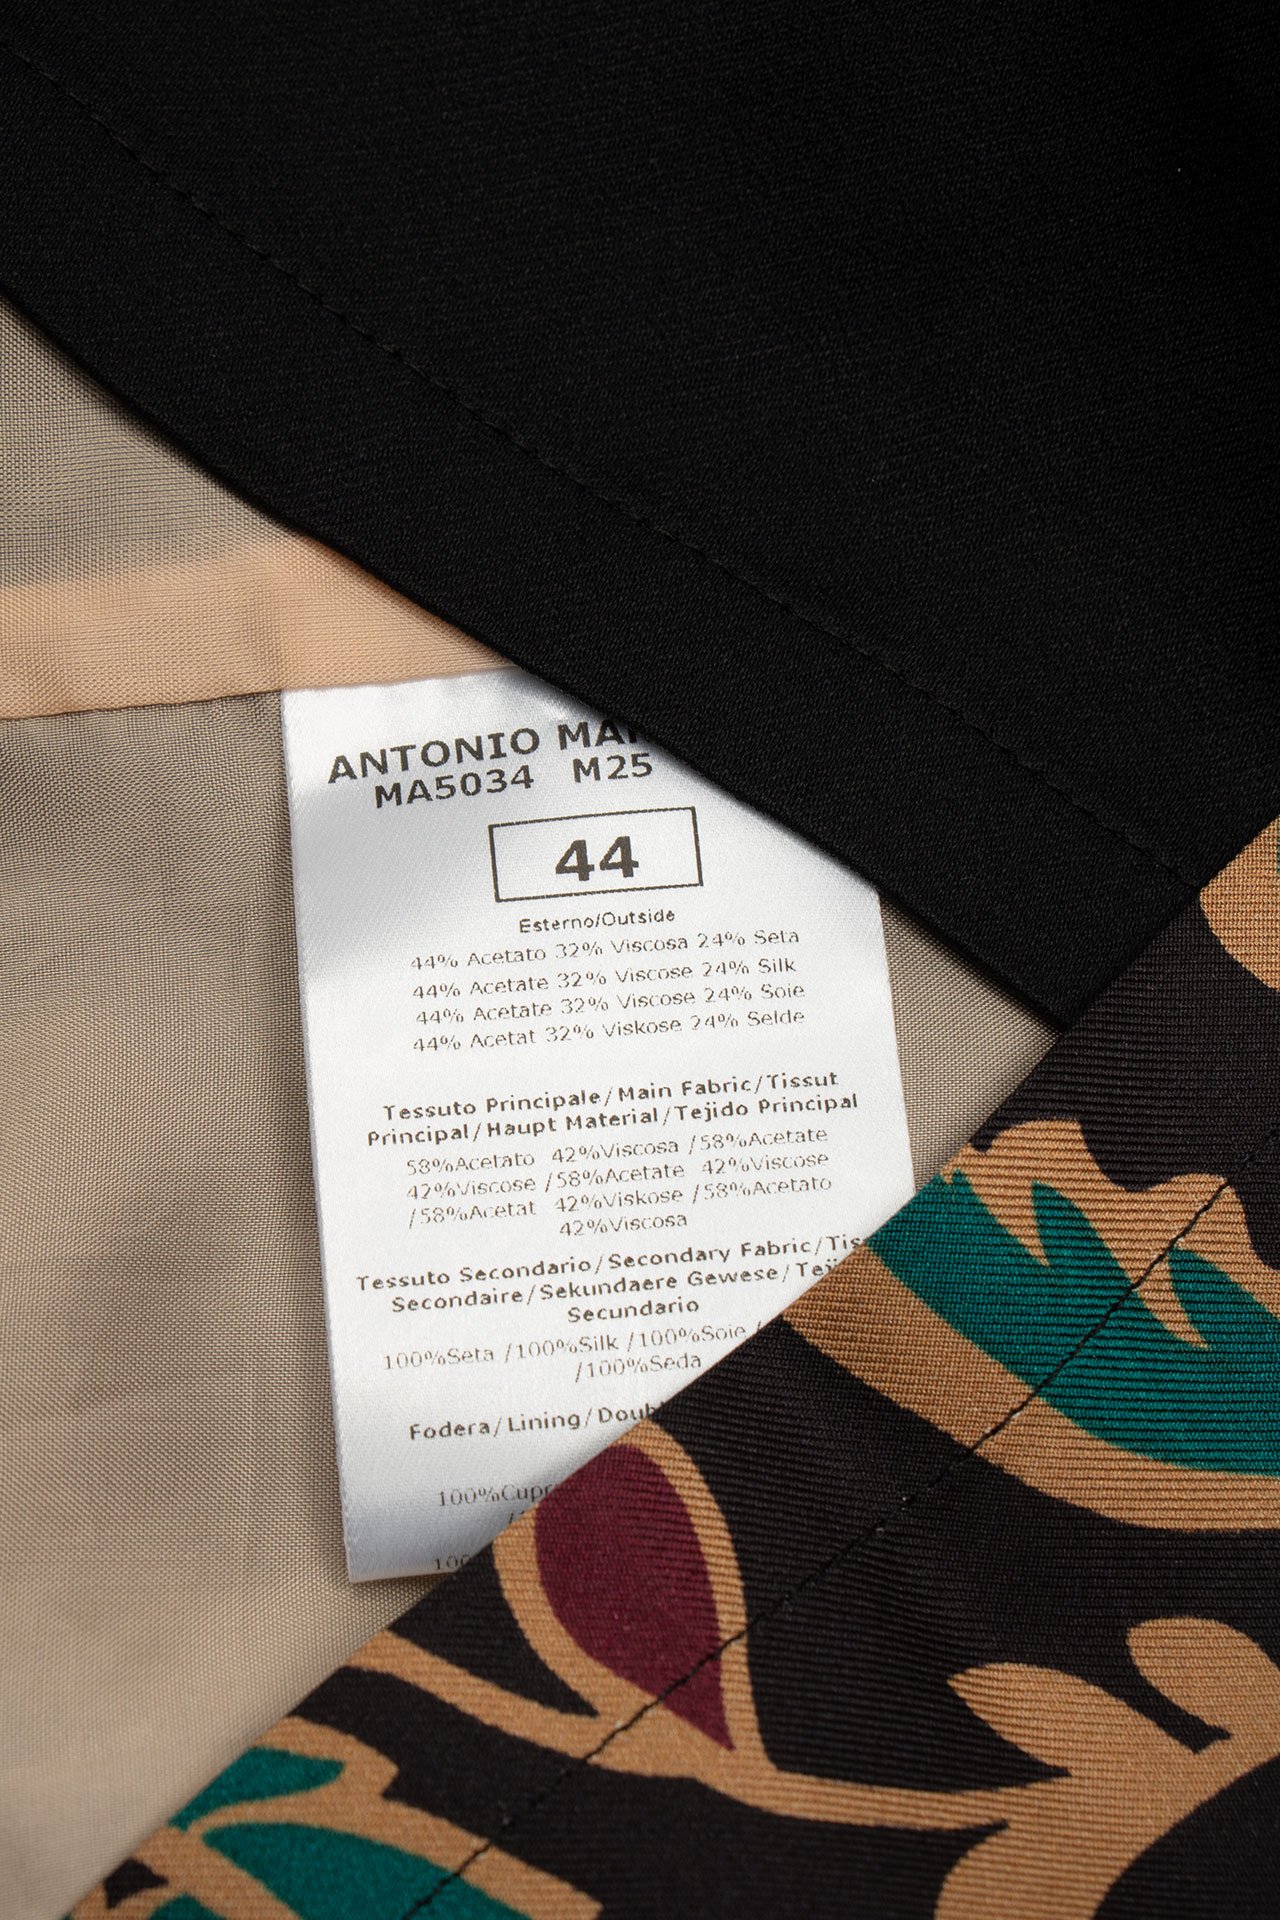 ANTONIO
MA5034 M25
44
Esterno/Outside
44% Acetato 32% Viscosa 24% Seta
44% Acetate 32% Viscose 24% Silk
44% Acetate 32% Viscose 24% Soie
44% Acetat 32% Viskose 24% Seide
Tessuto Principale/Main Fabric/Tissut
Principal/Haupt Material/Tejido Principal
58%Acetato 42%Viscosa /58%Acetate
42%Viscose /58%Acetate 42%Viscose
/58%Acetat 42%Viskose /58%Acetato
42%Viscosa
Tessuto Secondario/Secondary Fabric/
Secondaire/Sekundaere Gewese/
Secundario
100%Seta /100%Silk /100%Soie /
/100%Seda
Fodera/Lining/